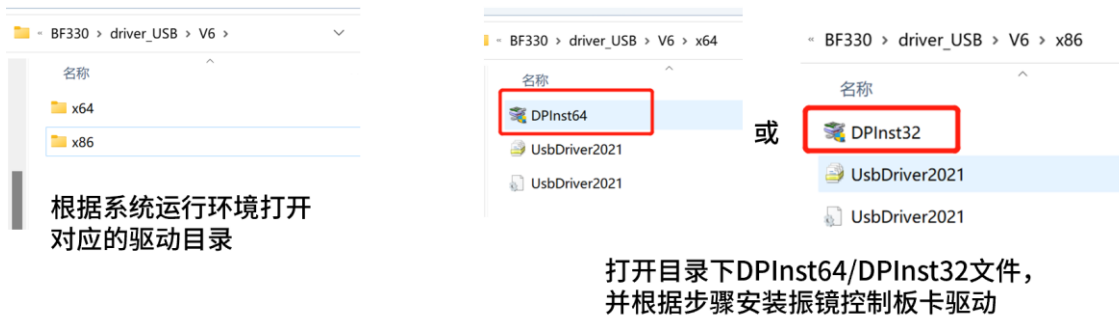 BF330 › driver_USB › V6 ›
名称
x64
x86
根据系统运行环境打开
对应的驱动目录
BF330 › driver_USB › V6 › x64
名称
DPInst64
UsbDriver2021
UsbDriver2021
或
« BF330 › driver_USB › V6 › x86
名称
DPInst32
UsbDriver2021
UsbDriver2021
打开目录下DPInst64/DPInst32文件，
并根据步骤安装振镜控制板卡驱动